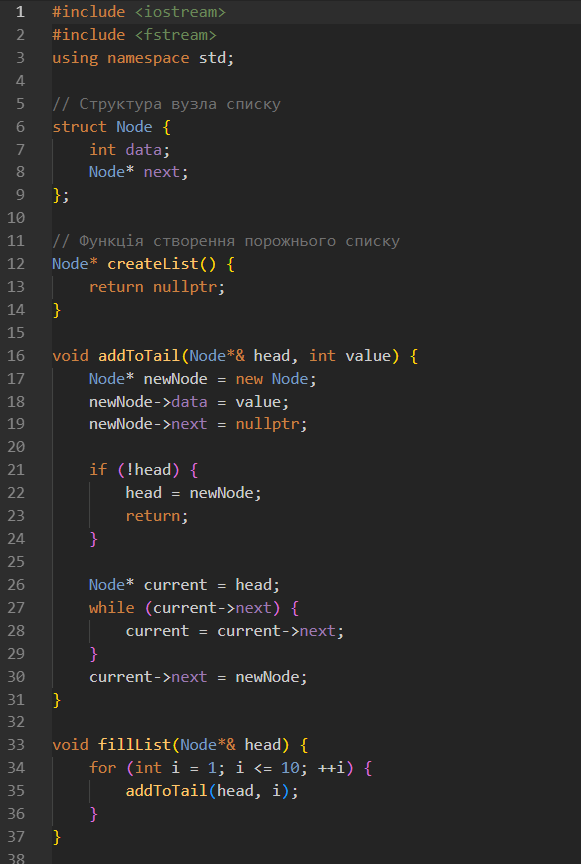 1 #include <iostream>
2 #include <fstream>
3 using namespace std;
4
5 // Структура вузла списку
6 struct Node {
7     int data;
8     Node* next;
9 };
10
11 // Функція створення порожнього списку
12 Node* createList() {
13     return nullptr;
14 }
15
16 void addToTail(Node*& head, int value) {
17     Node* newNode = new Node;
18     newNode->data = value;
19     newNode->next = nullptr;
20
21     if (!head) {
22         head = newNode;
23         return;
24     }
25
26     Node* current = head;
27     while (current->next) {
28         current = current->next;
29     }
30     current->next = newNode;
31 }
32
33 void fillList(Node*& head) {
34     for (int i = 1; i <= 10; ++i) {
35         addToTail(head, i);
36     }
37 }
38